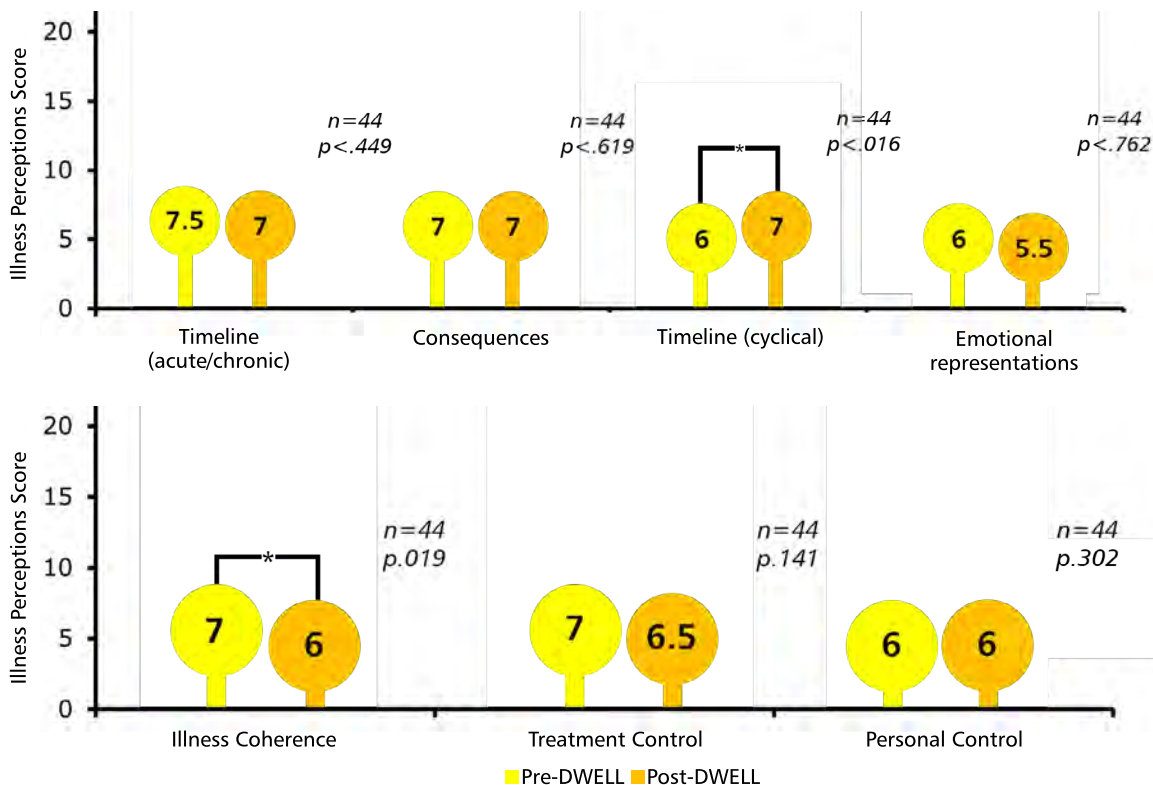 Illness Perceptions Score
20
15
10
5
0
n=44
p<.449
n=44
p<.619
n=44
p<.016
n=44
p<.762
7.5
7
7
7
6
*
7
6
5.5
Timeline
(acute/chronic)
Consequences
Timeline (cyclical)
Emotional
representations
Illness Perceptions Score
20
15
10
5
0
n=44
p.019
n=44
p.141
n=44
p.302
7
*
6
7
6.5
6
6
Illness Coherence
Treatment Control
Personal Control
Pre-DWELL Post-DWELL